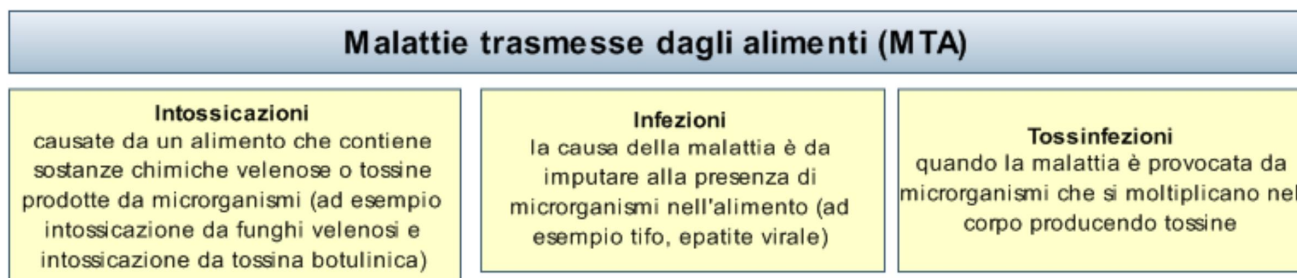 Malattie trasmesse dagli alimenti (MTA)
Intossicazioni
causate da un alimento che contiene
sostanze chimiche velenose o tossine
prodotte da microrganismi (ad esempio
intossicazione da funghi velenosi e
intossicazione da tossina botulinica)
Infezioni
la causa della malattia è da
imputare alla presenza di
microrganismi nell'alimento (ad
esempio tifo, epatite virale)
Tossinfezioni
quando la malattia è provocata da
microrganismi che si moltiplicano nel
corpo producendo tossine